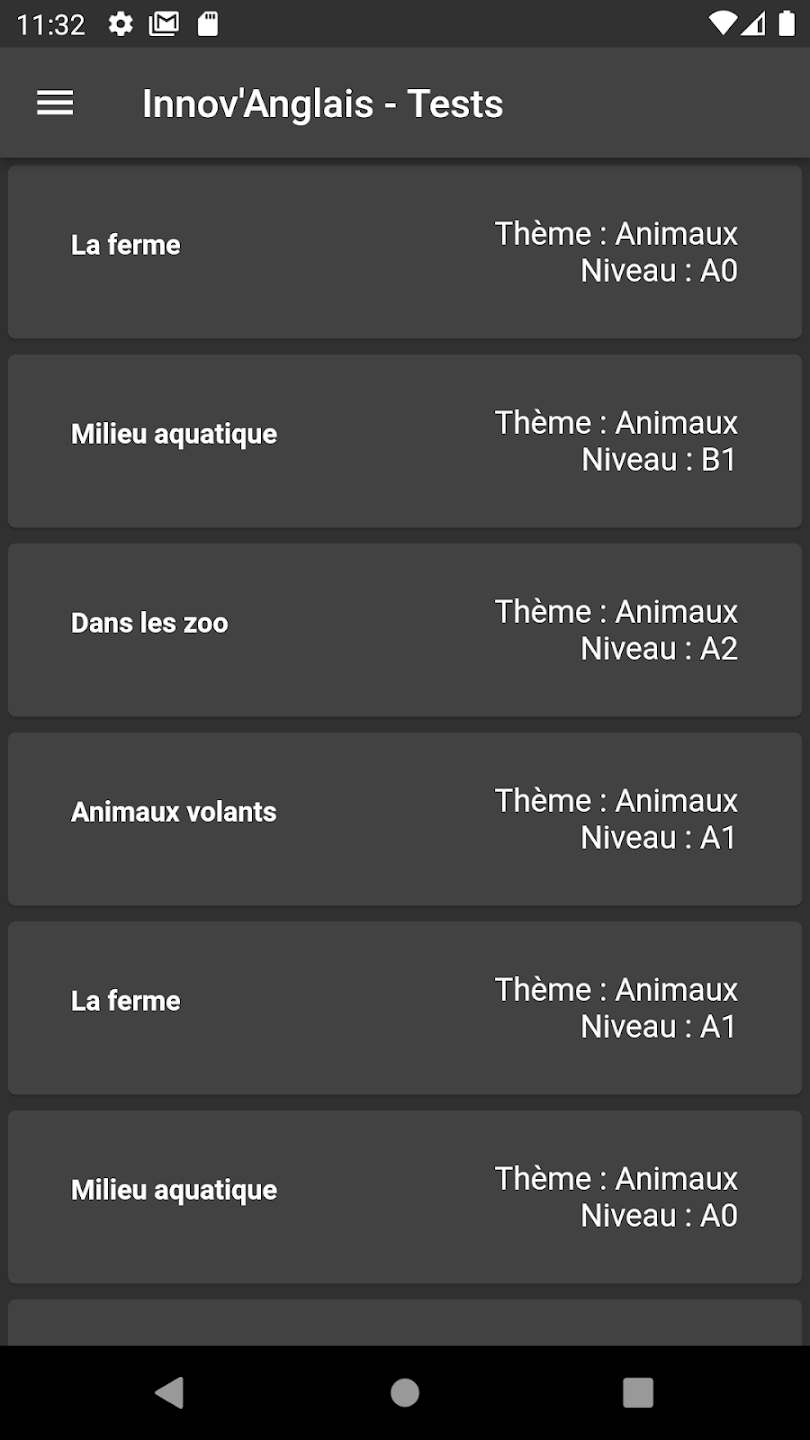 11:32
Innov'Anglais - Tests
La ferme
Thème : Animaux
Niveau : A0
Milieu aquatique
Thème : Animaux
Niveau : B1
Dans les zoo
Thème : Animaux
Niveau : A2
Animaux volants
Thème : Animaux
Niveau : A1
La ferme
Thème : Animaux
Niveau : A1
Milieu aquatique
Thème : Animaux
Niveau : A0